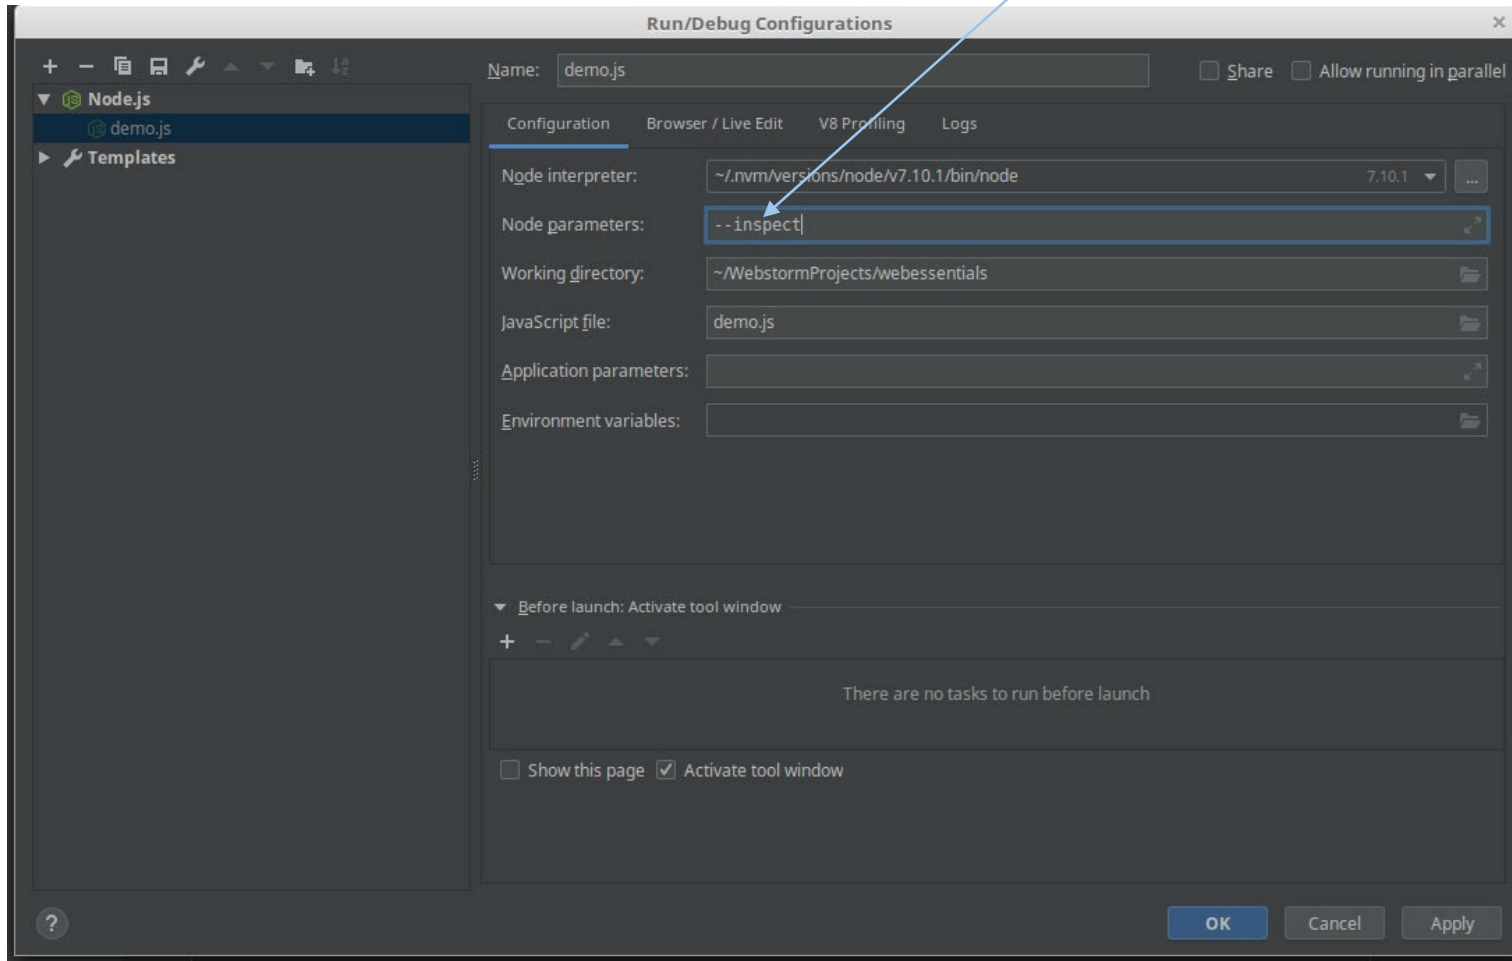 Run/Debug Configurations
Name: demo.js Share Allow running in parallel
Node.js
demo.js
Templates
Configuration Browser / Live Edit V8 Profiling Logs
Node interpreter: ~/.nvm/versions/node/v7.10.1/bin/node 7.10.1 ...
Node parameters: --inspect
Working directory: ~/WebstormProjects/webessentials
JavaScript file: demo.js
Application parameters:
Environment variables:
Before launch: Activate tool window
There are no tasks to run before launch
Show this page Activate tool window
? OK Cancel Apply